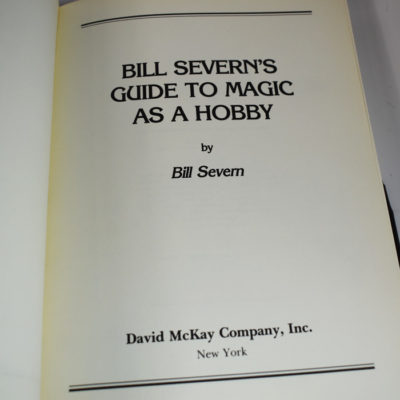 BILL SEVERN'S
GUIDE TO MAGIC
AS A HOBBY
by
Bill Severn
David McKay Company, Inc.
New York